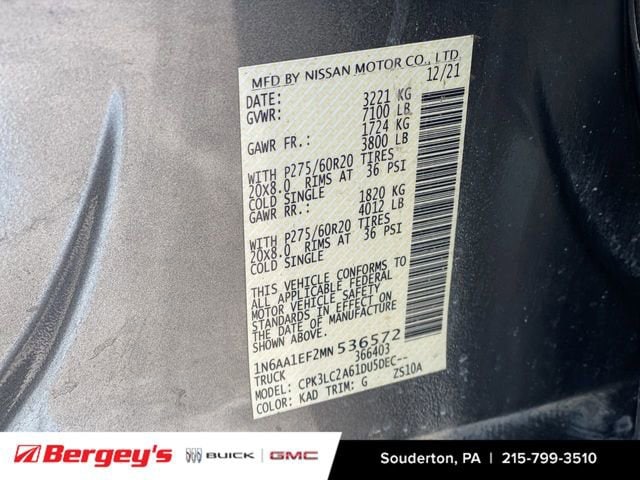 MFD BY NISSAN MOTOR CO., LTD.
DATE: 12/21
GVWR: 3221 KG
7100 LB
GAWR FR.: 1724 KG
3800 LB
WITH P275/60R20 TIRES
20X8.0 RIMS AT 36 PSI
COLD SINGLE
GAWR RR.: 1820 KG
4012 LB
WITH P275/60R20 TIRES
20X8.0 RIMS AT 36 PSI
COLD SINGLE
THIS VEHICLE CONFORMS TO
ALL APPLICABLE FEDERAL
MOTOR VEHICLE SAFETY
STANDARDS IN EFFECT ON
THE DATE OF MANUFACTURE
1N6AA1EF2MN 536572
TRUCK 366403
MODEL: CPK3LC2A61DU5DEC--
COLOR: KAD TRIM: G ZS10A
Bergey's BUICK GMC Souderton, PA | 215-799-3510